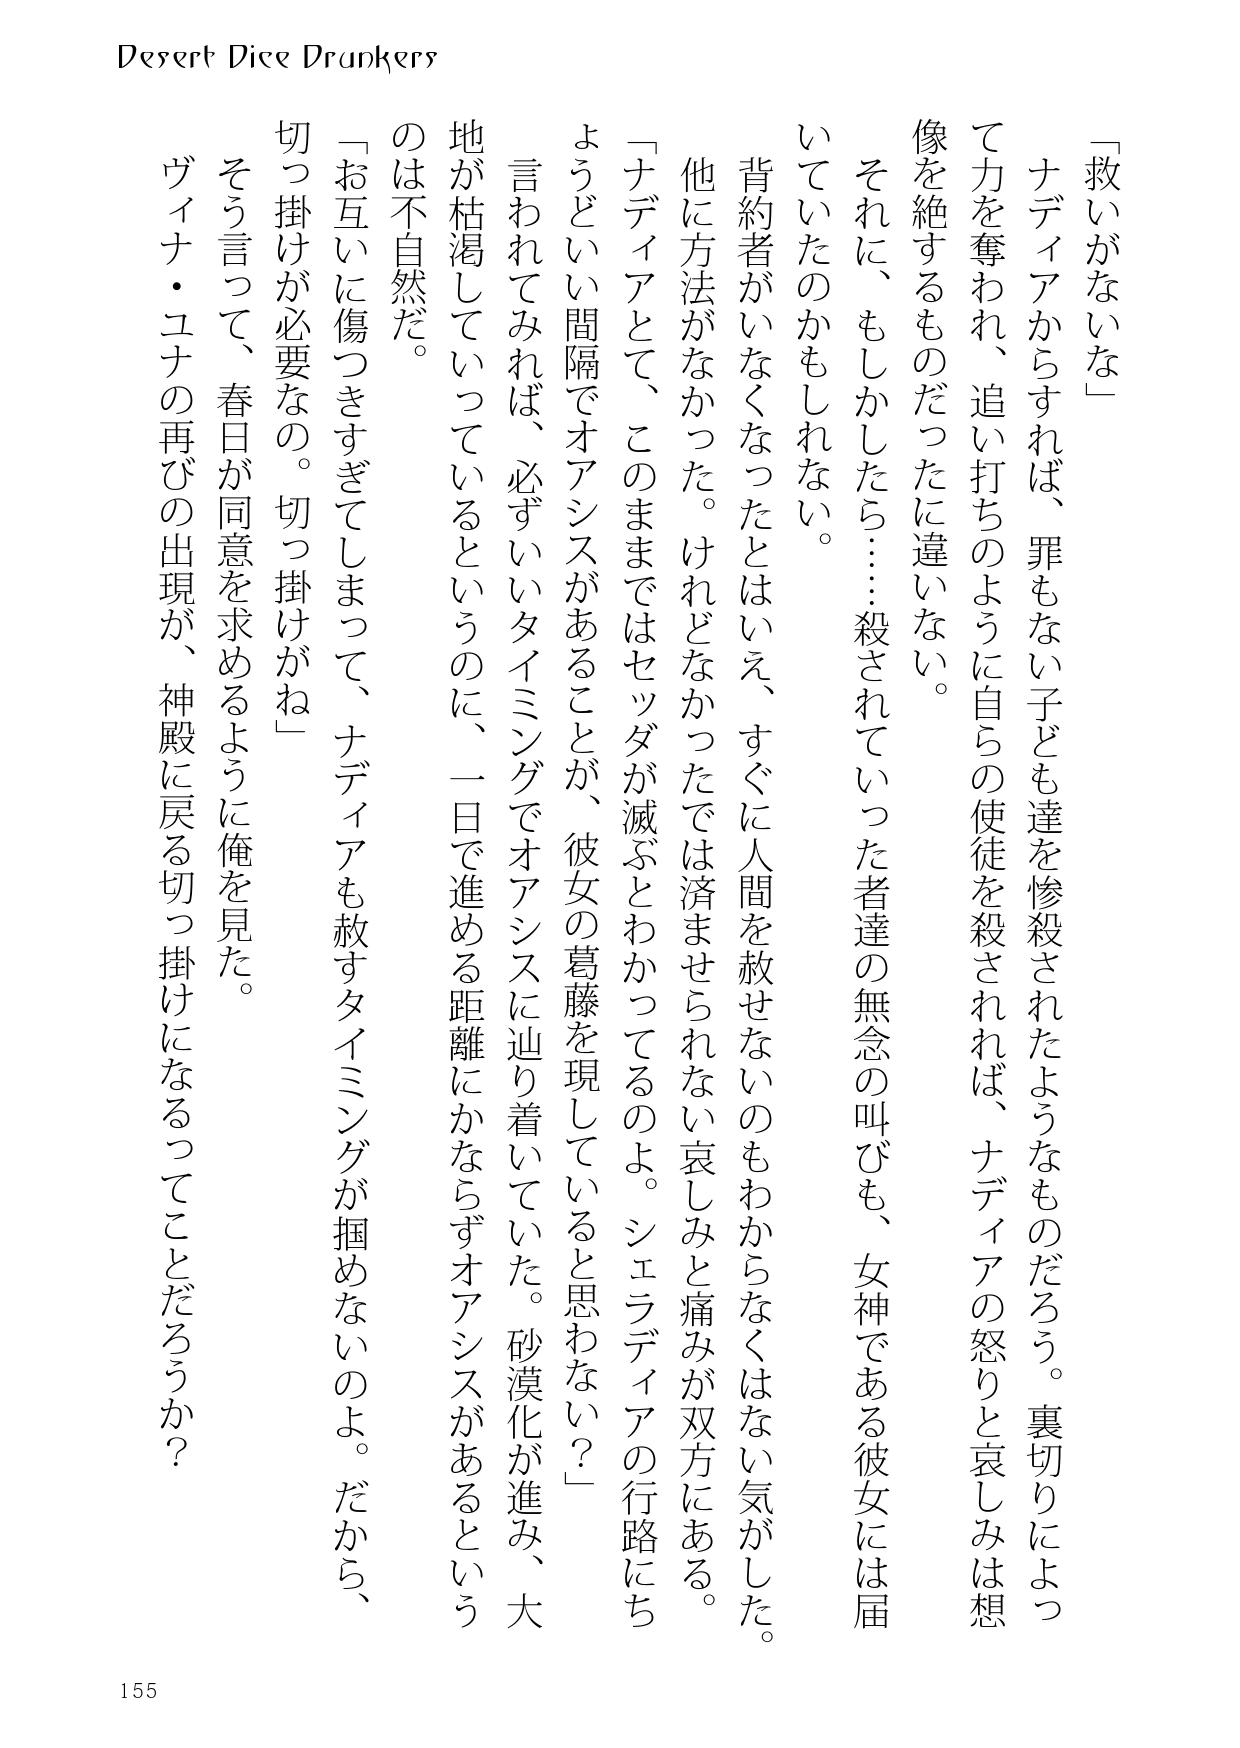 Desert Dice Drunkers
「救いがないな」
　ナディアからすれば、罪もない子ども達を惨殺されたようなものだろう。裏切りによっ
て力を奪われ、追い打ちのように自らの使徒を殺されれば、ナディアの怒りと哀しみは想
像を絶するものだったに違いない。
　それに、もしかしたら……殺されていった者達の無念の叫びも、女神である彼女には届
いていたのかもしれない。
　背約者がいなくなったとはいえ、すぐに人間を赦せないのもわからなくはない気がした。
　他に方法がなかった。けれどなかったでは済ませられない哀しみと痛みが双方にある。
「ナディアとて、このままではセッダが滅ぶとわかってるのよ。シェラディアの行路にち
ょうどいい間隔でオアシスがあることが、彼女の葛藤を現していると思わない？」
　言われてみれば、必ずいいタイミングでオアシスに辿り着いていた。砂漠化が進み、大
地が枯渇していっているというのに、一日で進める距離にかならずオアシスがあるという
のは不自然だ。
「お互いに傷つきすぎてしまって、ナディアも赦すタイミングが掴めないのよ。だから、
切っ掛けが必要なの。切っ掛けがね」
　そう言って、春日が同意を求めるように俺を見た。
　ヴィナ・ユナの再びの出現が、神殿に戻る切っ掛けになるってことだろうか？
155